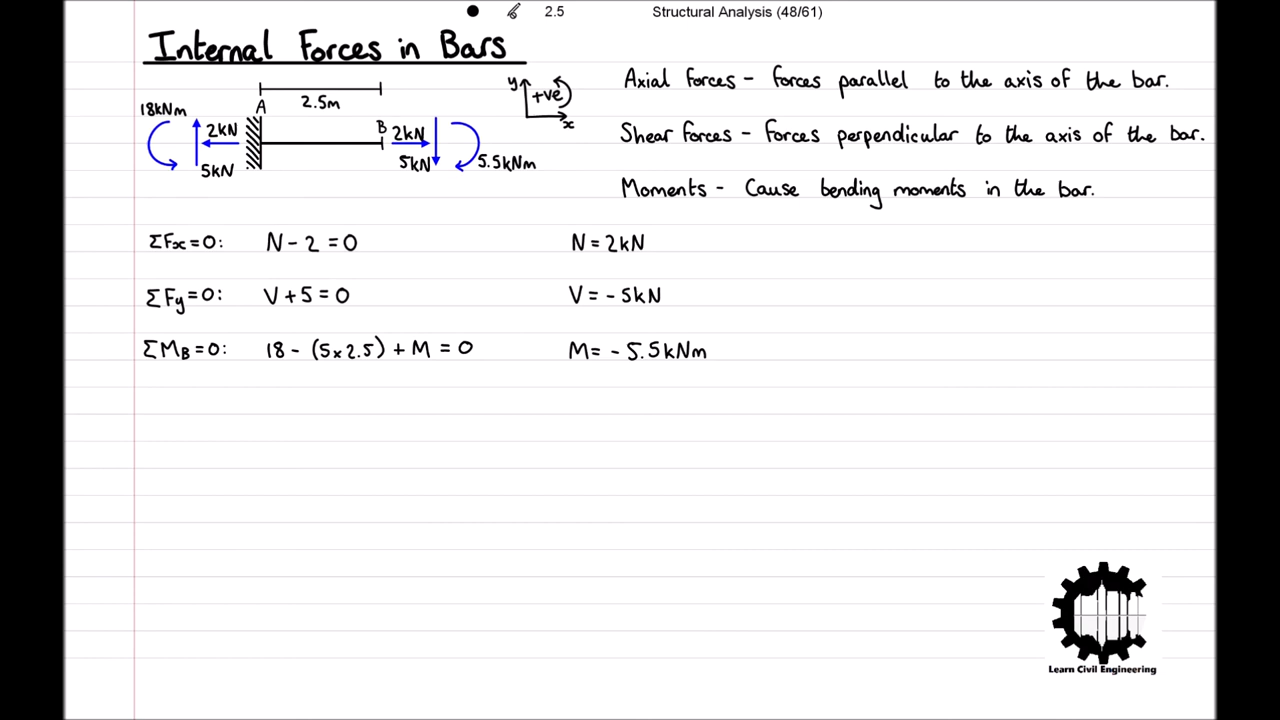 2.5 Structural Analysis (48/61)
Internal Forces in Bars
Axial forces - forces parallel to the axis of the bar.
Shear forces - forces perpendicular to the axis of the bar.
Moments - Cause bending moments in the bar.
2.5m
y +ve x
18kNm
A
B
2kN
5kN
2kN
5kN
5.5kNm
ΣFx=0: N - 2 = 0 N = 2kN
ΣFy=0: V + 5 = 0 V = - 5kN
ΣMB=0: 18 - (5x2.5) + M = 0 M = - 5.5kNm
Learn Civil Engineering